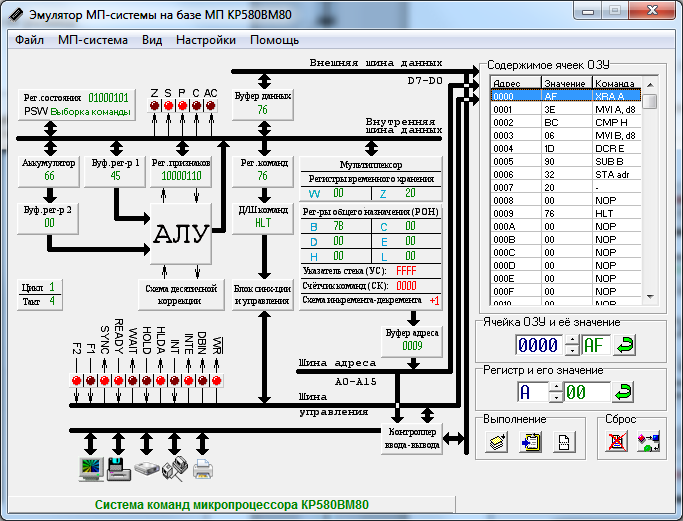 Эмулятор МП-системы на базе МП КР580ВМ80
Файл МП-система Вид Настройки Помощь
Внешняя шина данных
D7-D0
Рег.состояния 01000101
PSW Выборка команды
Z S P C AC
Буфер данных
76
Внутренняя
шина данных
Аккумулятор
66
Буф.рег-р 1
45
Рег.признаков
10000110
Рег.команд
76
Мультиплексор
Регистры временного хранения
W 00 Z 20
Буф.рег-р 2
00
АЛУ
Д/Ш команд
HLT
Рег-ры общего назначения (РОН)
B 7B C 00
D 00 E 00
H 00 L 00
Указатель стека (УС): FFFF
Счётчик команд (СК): 0000
Схема инкремента-декремента +1
Цикл 1
Такт 4
Схема десятичной
коррекции
Блок синх-ции
и управления
Буфер адреса
0009
F2 F1 SYNC READY WAIT HOLD HLDA INT INTE DBIN WR
Шина адреса
A0-A15
Шина
управления
Контроллер
ввода-вывода
Система команд микропроцессора КР580ВМ80
Содержимое ячеек ОЗУ
Адрес Значение Команда
0000 AF XRA A
0001 3E MVI A, d8
0002 BC CMP H
0003 06 MVI B, d8
0004 1D DCR E
0005 90 SUB B
0006 32 STA adr
0007 20 -
0008 00 NOP
0009 76 HLT
000A 00 NOP
000B 00 NOP
000C 00 NOP
000D 00 NOP
000E 00 NOP
000F 00 NOP
0010 00 NOP
Ячейка ОЗУ и её значение
0000 AF
Регистр и его значение
A 00
Выполнение
Сброс